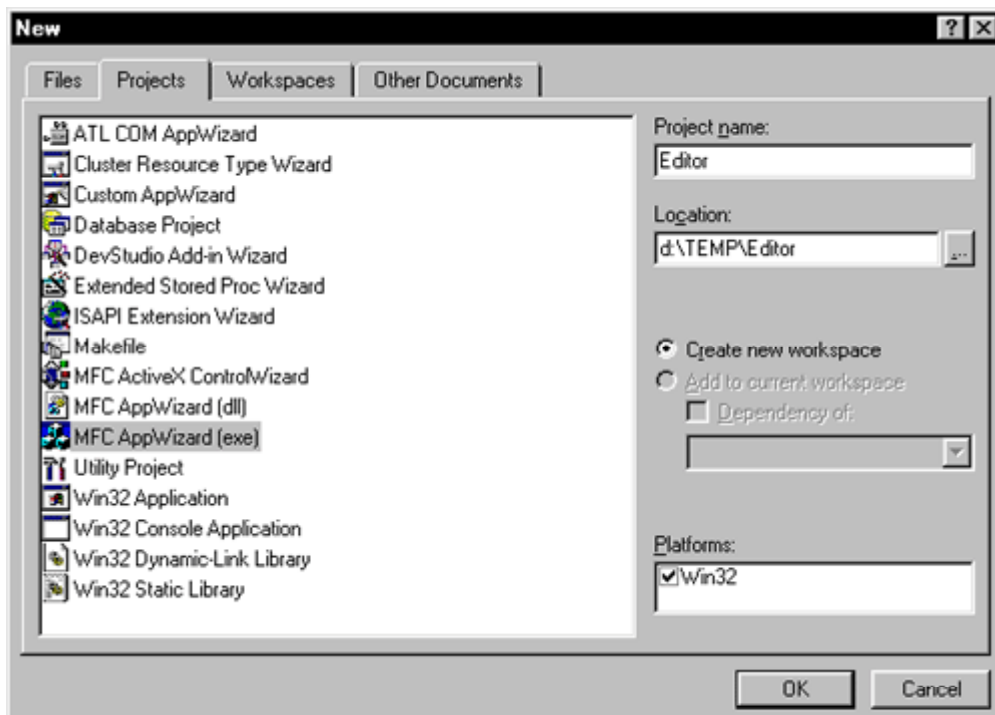 New
Files
Projects
Workspaces
Other Documents
ATL COM AppWizard
Cluster Resource Type Wizard
Custom AppWizard
Database Project
DevStudio Add-in Wizard
Extended Stored Proc Wizard
ISAPI Extension Wizard
Makefile
MFC ActiveX ControlWizard
MFC AppWizard (dll)
MFC AppWizard (exe)
Utility Project
Win32 Application
Win32 Console Application
Win32 Dynamic-Link Library
Win32 Static Library
Project name:
Editor
Location:
d:\TEMP\Editor
...
Create new workspace
Add to current workspace
Dependency of:
Platforms:
Win32
OK
Cancel